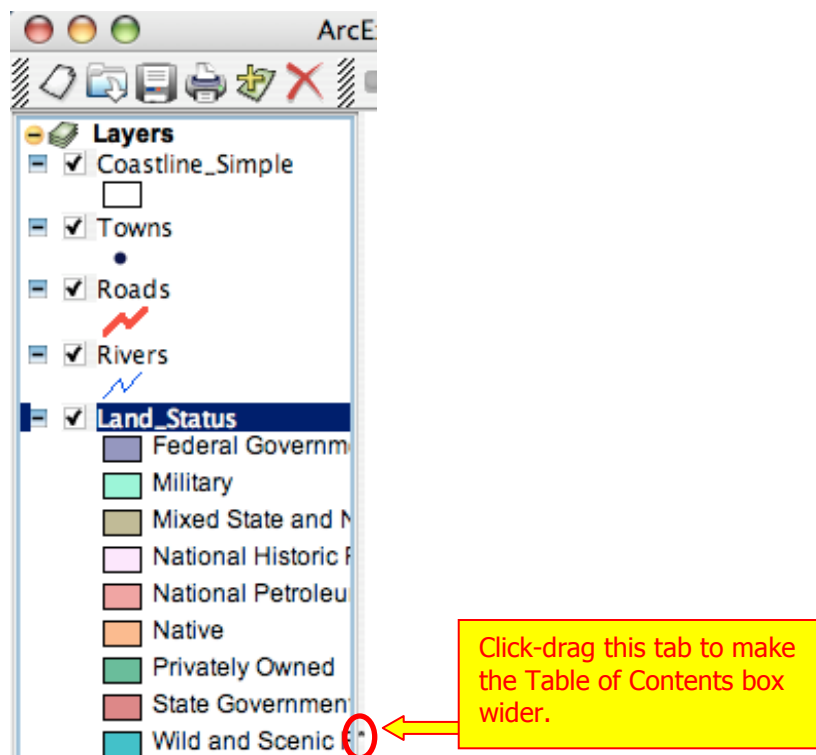 ArcE
Layers
Coastline_Simple
Towns
Roads
Rivers
Land_Status
Federal Governm
Military
Mixed State and N
National Historic
National Petroleu
Native
Privately Owned
State Governmen
Wild and Scenic
Click-drag this tab to make
the Table of Contents box
wider.